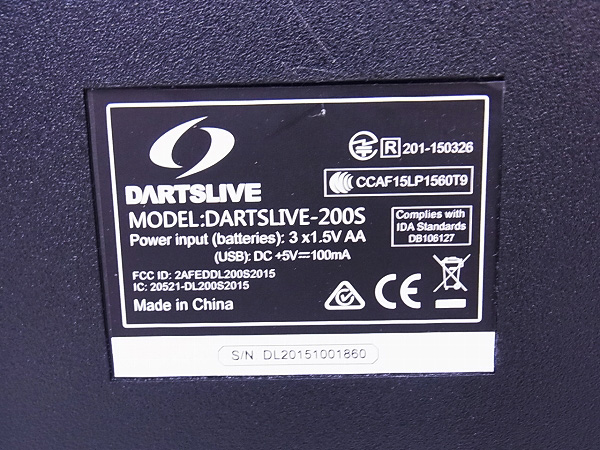 DARTSLIVE
MODEL:DARTSLIVE-200S
Power input (batteries): 3 x1.5V AA
(USB): DC +5V⎓100mA
FCC ID: 2AFEDDL200S2015
IC: 20521-DL200S2015
Made in China
R 201-150326
CCAF15LP1560T9
Complies with
IDA Standards
DB106127
CE
S/N DL20151001860